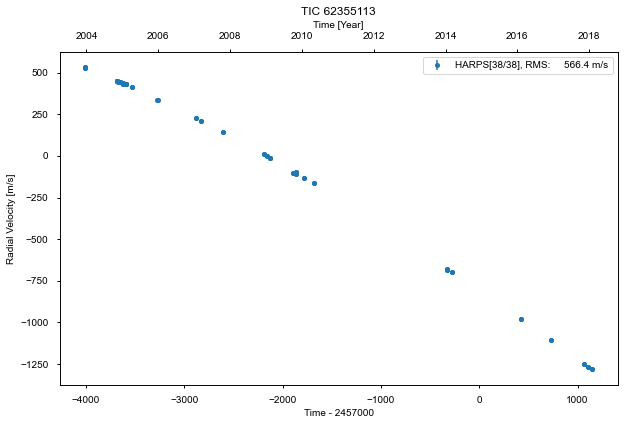 TIC 62355113
Time [Year]
2004 2006 2008 2010 2012 2014 2016 2018
HARPS[38/38], RMS: 566.4 m/s
Radial Velocity [m/s]
500
250
0
−250
−500
−750
−1000
−1250
−4000 −3000 −2000 −1000 0 1000
Time - 2457000